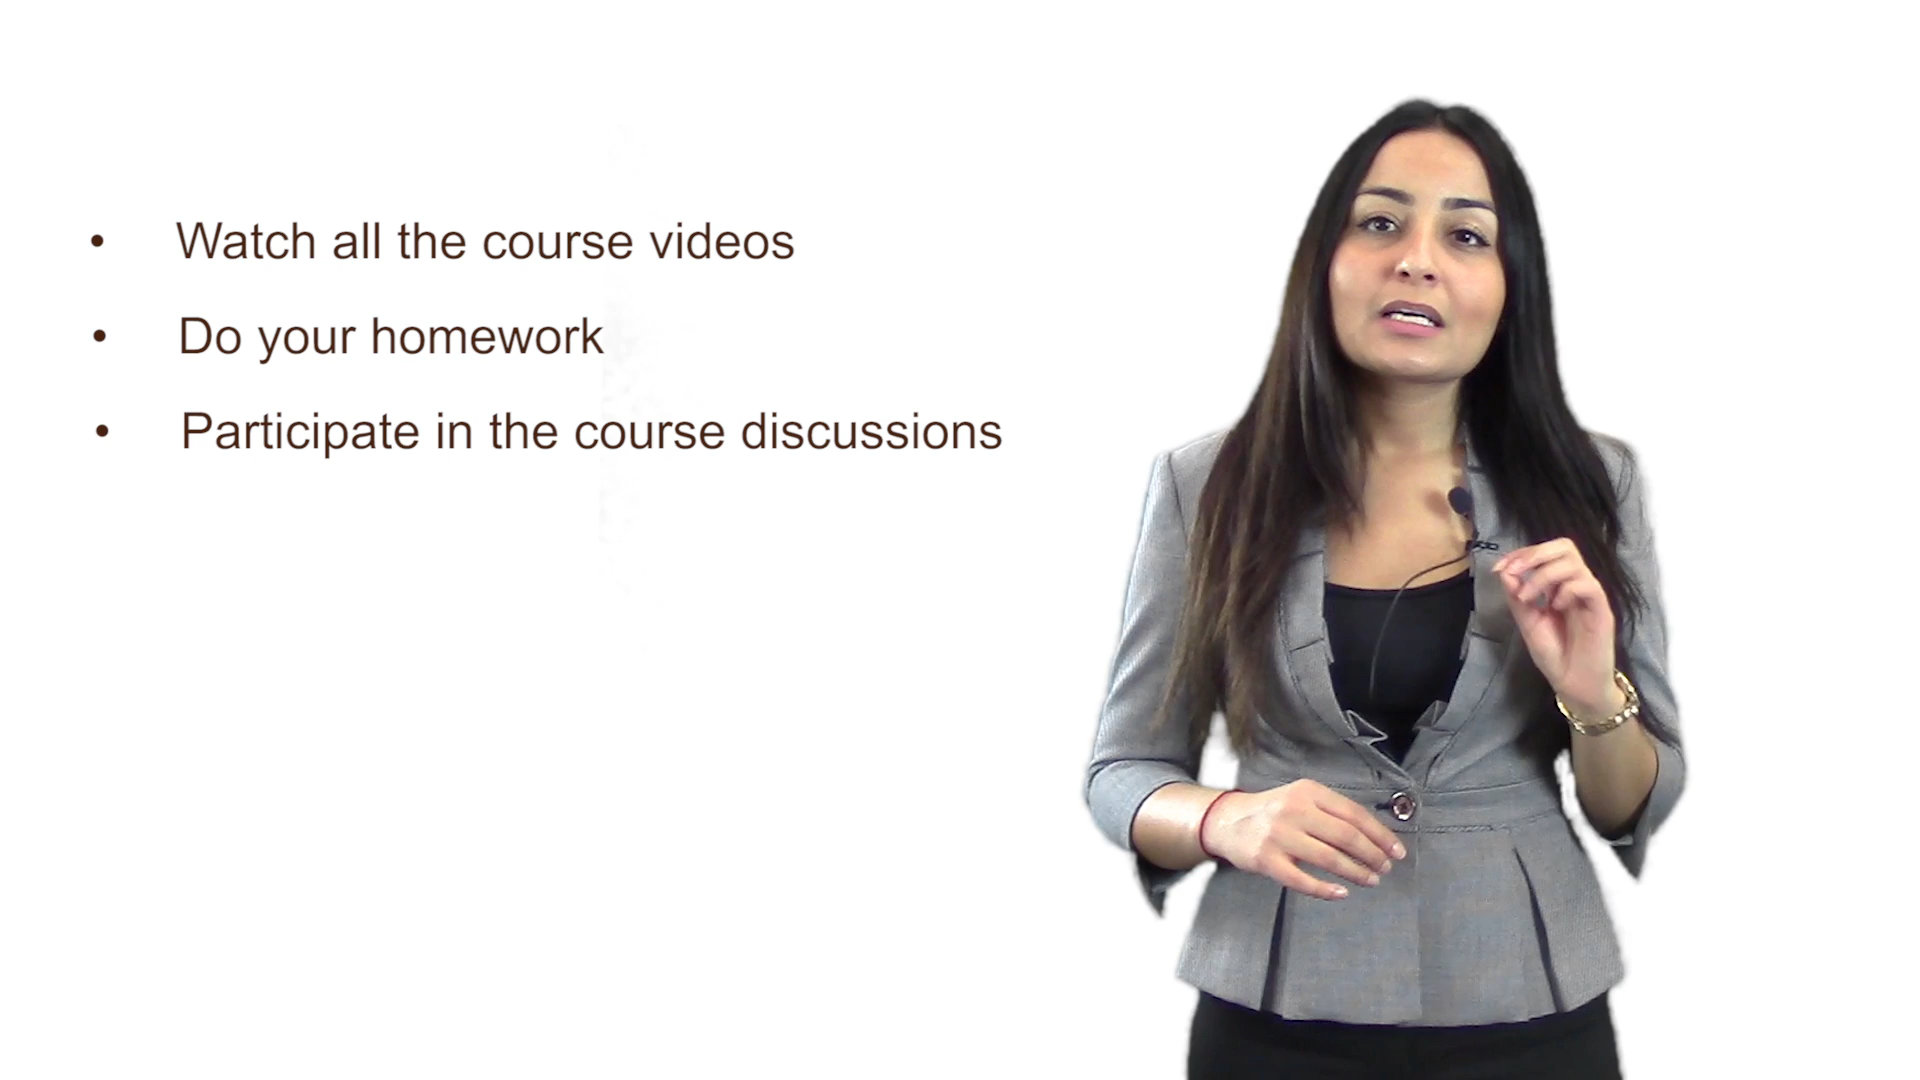 • Watch all the course videos
• Do your homework
• Participate in the course discussions